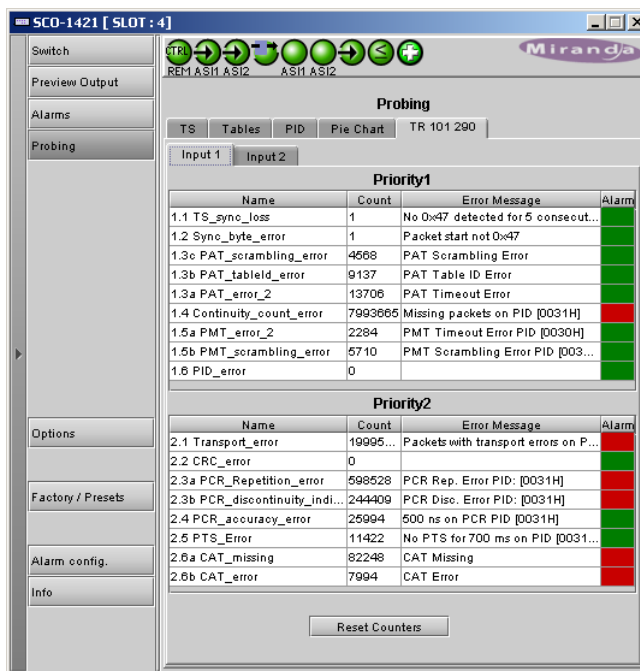 SCO-1421 [ SLOT : 4]
Switch
Preview Output
Alarms
Probing
Options
Factory / Presets
Alarm config.
Info
CTRL
REM ASI1 ASI2 ASI1 ASI2
Miranda
Probing
TS Tables PID Pie Chart TR 101 290
Input 1 Input 2
Priority1
Name Count Error Message Alarm
1.1 TS_sync_loss 1 No 0x47 detected for 5 consecut...
1.2 Sync_byte_error 1 Packet start not 0x47
1.3c PAT_scrambling_error 4568 PAT Scrambling Error
1.3b PAT_tableId_error 9137 PAT Table ID Error
1.3a PAT_error_2 13706 PAT Timeout Error
1.4 Continuity_count_error 7993665 Missing packets on PID [0031H]
1.5a PMT_error_2 2284 PMT Timeout Error PID [0030H]
1.5b PMT_scrambling_error 5710 PMT Scrambling Error PID [003...
1.6 PID_error 0
Priority2
Name Count Error Message Alarm
2.1 Transport_error 19995... Packets with transport errors on P...
2.2 CRC_error 0
2.3a PCR_Repetition_error 598528 PCR Rep. Error PID: [0031H]
2.3b PCR_discontinuity_indi... 244409 PCR Disc. Error PID: [0031H]
2.4 PCR_accuracy_error 25994 500 ns on PCR PID [0031H]
2.5 PTS_Error 11422 No PTS for 700 ms on PID [0031...
2.6a CAT_missing 82248 CAT Missing
2.6b CAT_error 7994 CAT Error
Reset Counters